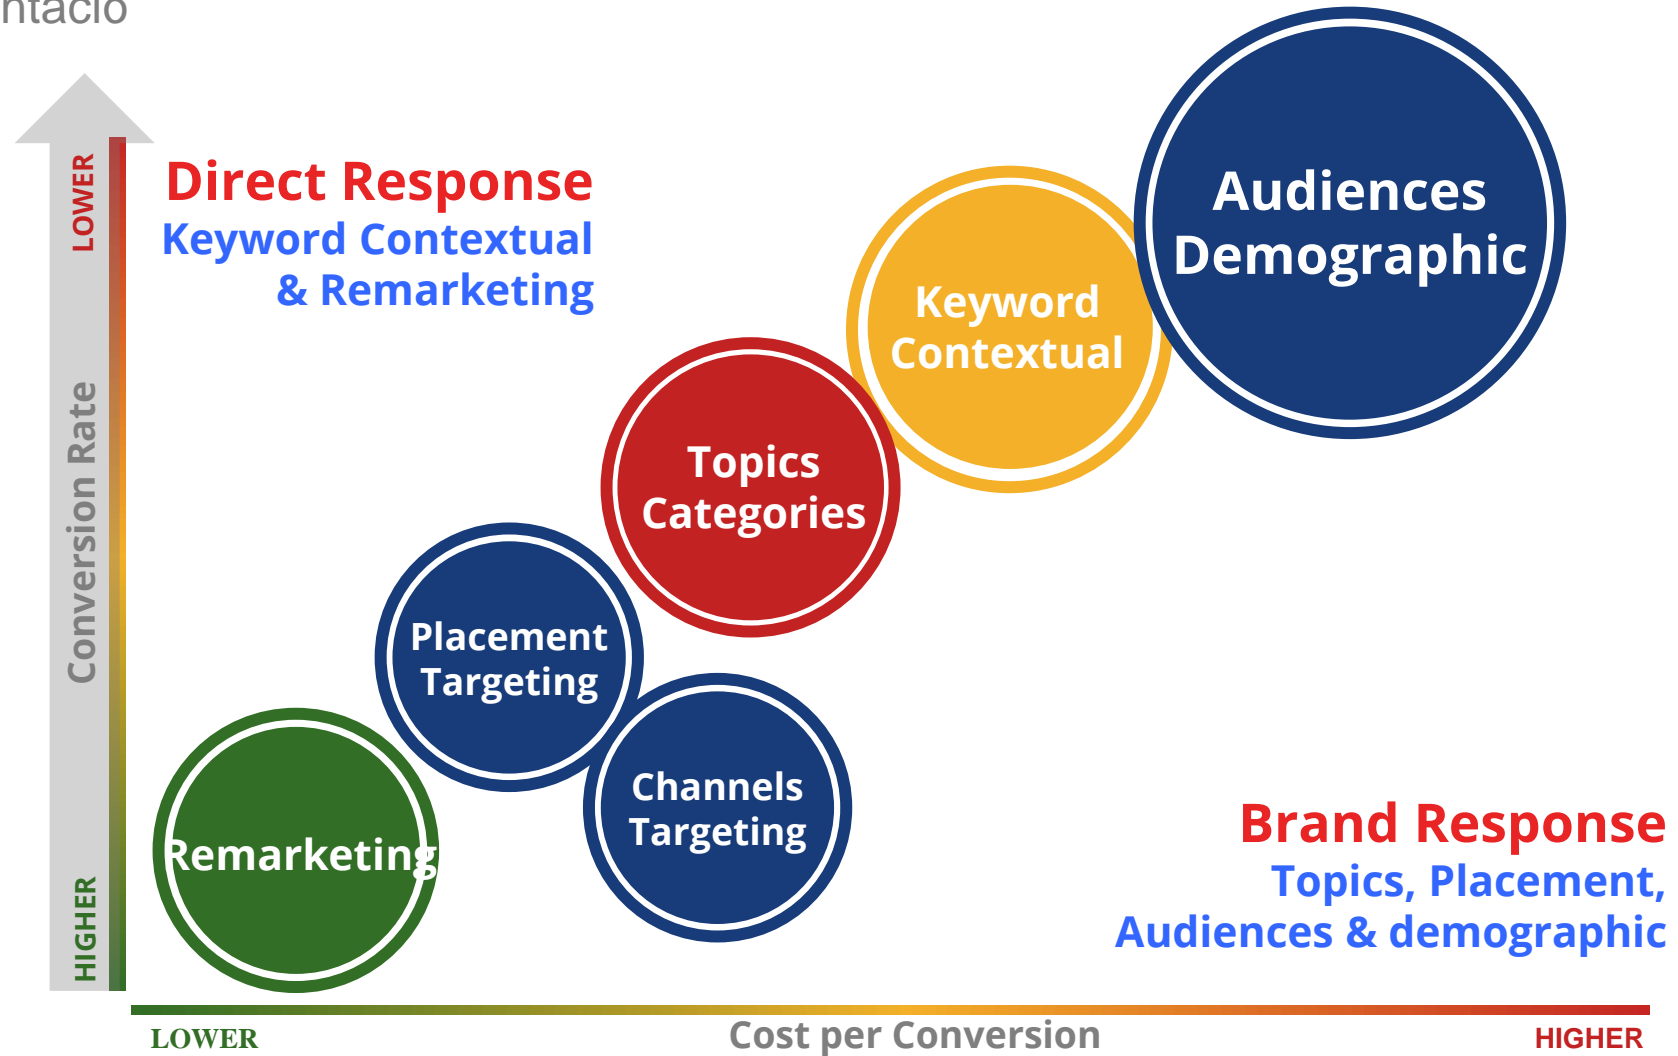 LOWER
Conversion Rate
HIGHER
Direct Response
Keyword Contextual
& Remarketing
Audiences
Demographic
Keyword
Contextual
Topics
Categories
Placement
Targeting
Channels
Targeting
Remarketing
Brand Response
Topics, Placement,
Audiences & demographic
LOWER
Cost per Conversion
HIGHER